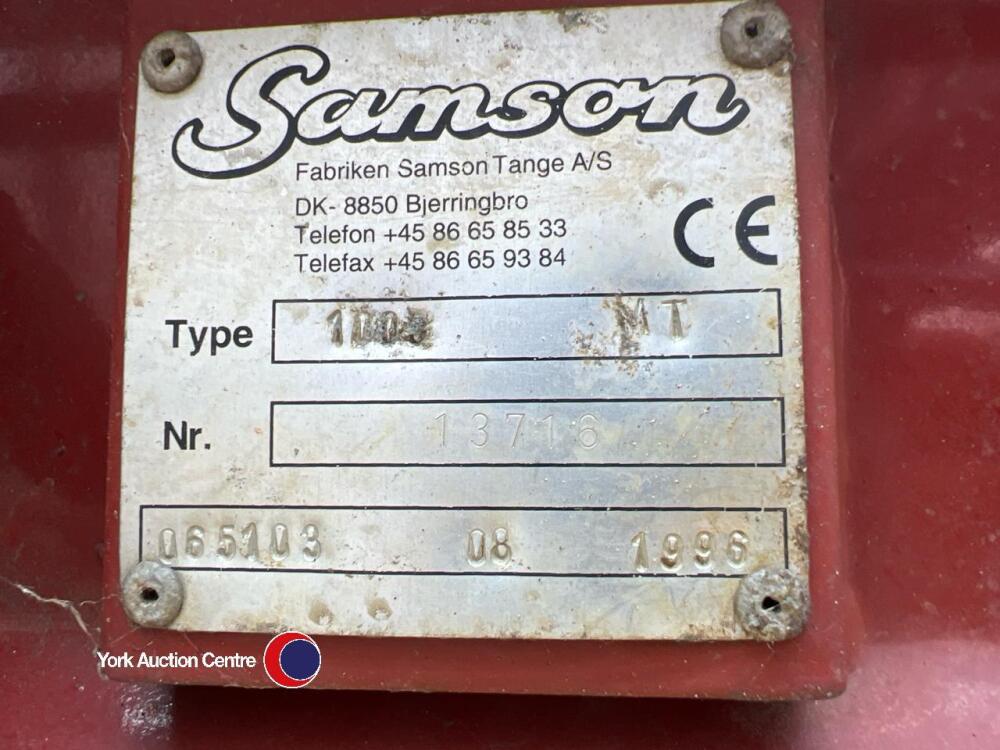 Samson
Fabriken Samson Tange A/S
DK- 8850 Bjerringbro
Telefon +45 86 65 85 33
Telefax +45 86 65 93 84
CE
Type MT
Nr. 13716
065103 08 1996
York Auction Centre